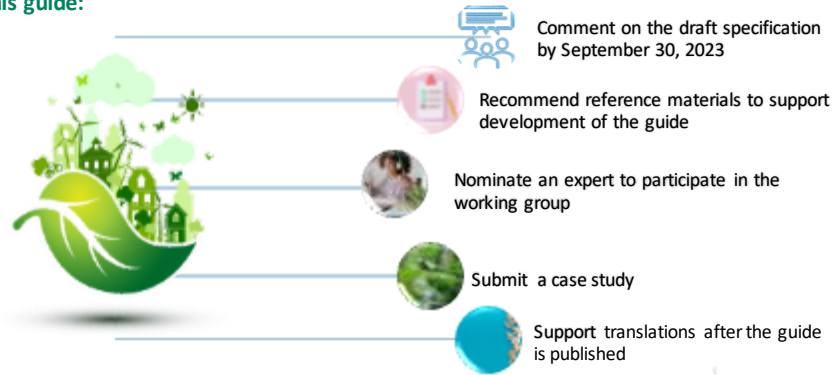 his guide:
Comment on the draft specification
by September 30, 2023
Recommend reference materials to support
development of the guide
Nominate an expert to participate in the
working group
Submit a case study
Support translations after the guide
is published